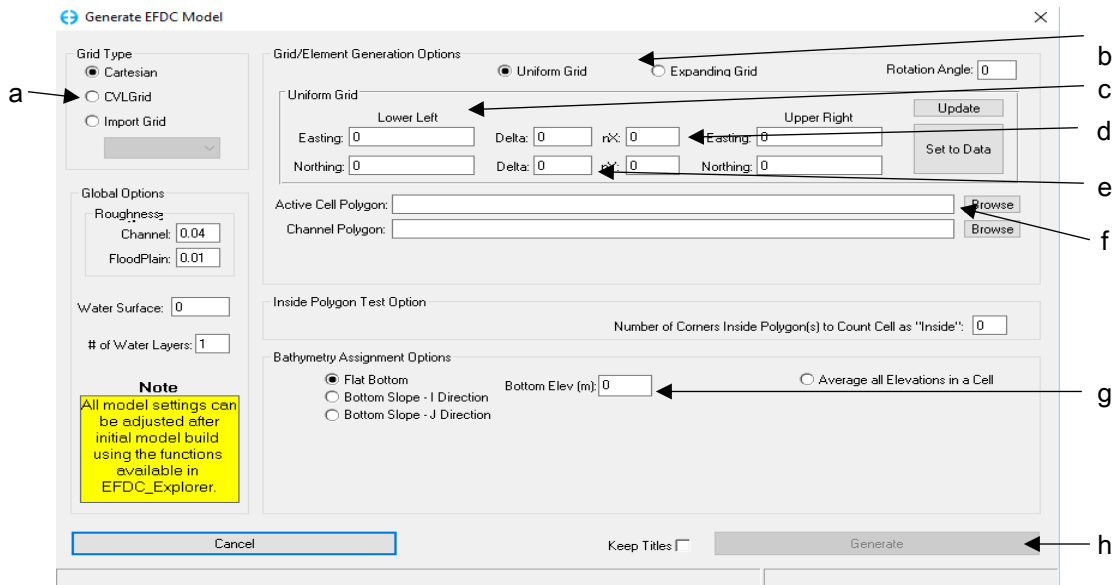 Generate EFDC Model
Grid Type
Cartesian
CVLGrid
Import Grid
a
Grid/Element Generation Options
Uniform Grid
Expanding Grid
Rotation Angle: 0
b
Uniform Grid
Lower Left
Upper Right
Update
c
Easting: 0 Delta: 0 nX: 0 Easting: 0
Set to Data
d
Northing: 0 Delta: 0 nY: 0 Northing: 0
e
Active Cell Polygon: Browse
Channel Polygon: Browse
f
Global Options
Roughness
Channel: 0.04
FloodPlain: 0.01
Water Surface: 0
# of Water Layers: 1
Inside Polygon Test Option
Number of Corners Inside Polygon(s) to Count Cell as "Inside": 0
Bathymetry Assignment Options
Flat Bottom
Bottom Slope - I Direction
Bottom Slope - J Direction
Bottom Elev (m): 0
Average all Elevations in a Cell
g
Note
All model settings can
be adjusted after
initial model build
using the functions
available in
EFDC_Explorer.
Cancel
Keep Titles
Generate
h